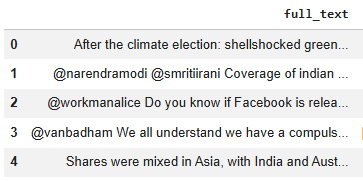 full_text
0 After the climate election: shellshocked green...
1 @narendramodi @smritiirani Coverage of indian ...
2 @workmanalice Do you know if Facebook is relea...
3 @vanbadham We all understand we have a compuls...
4 Shares were mixed in Asia, with India and Aust...